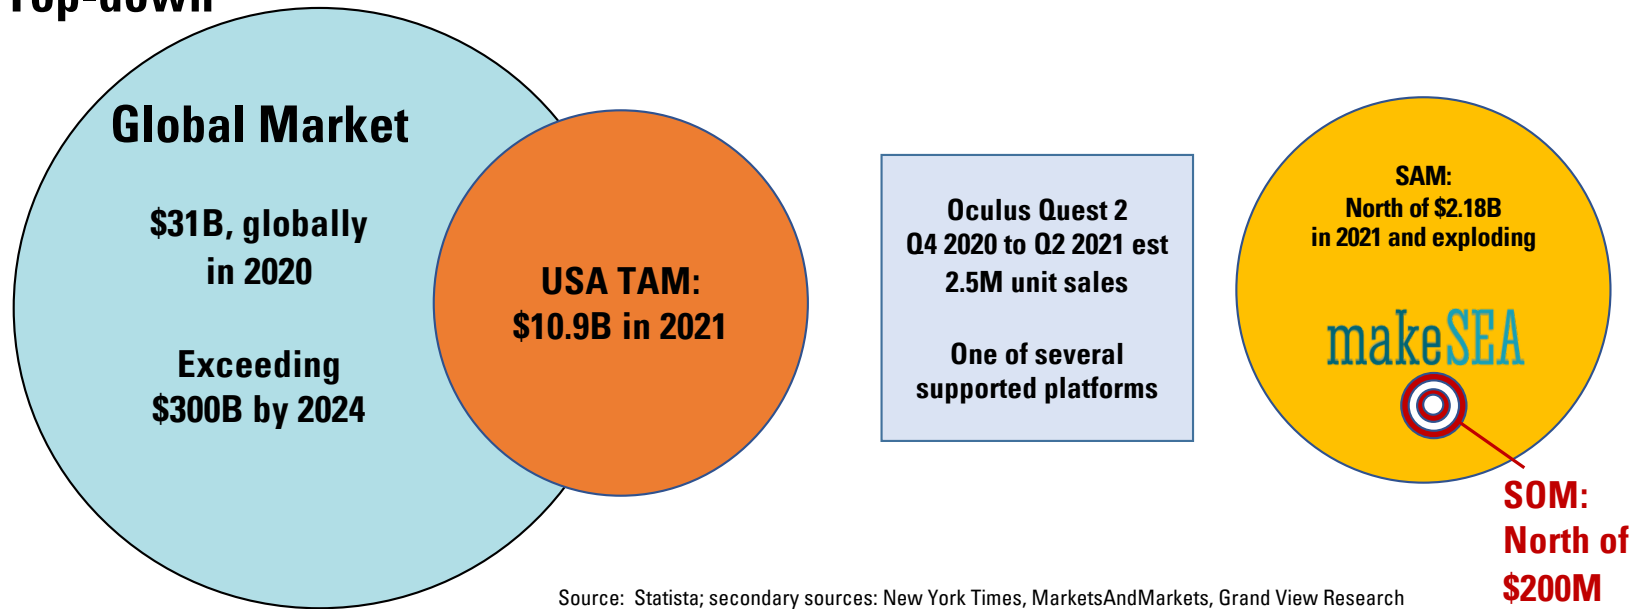 Top-down
Global Market
$31B, globally
in 2020
Exceeding
$300B by 2024
USA TAM:
$10.9B in 2021
Oculus Quest 2
Q4 2020 to Q2 2021 est
2.5M unit sales
One of several
supported platforms
SAM:
North of $2.18B
in 2021 and exploding
makeSEA
SOM:
North of
$200M
Source: Statista; secondary sources: New York Times, MarketsAndMarkets, Grand View Research